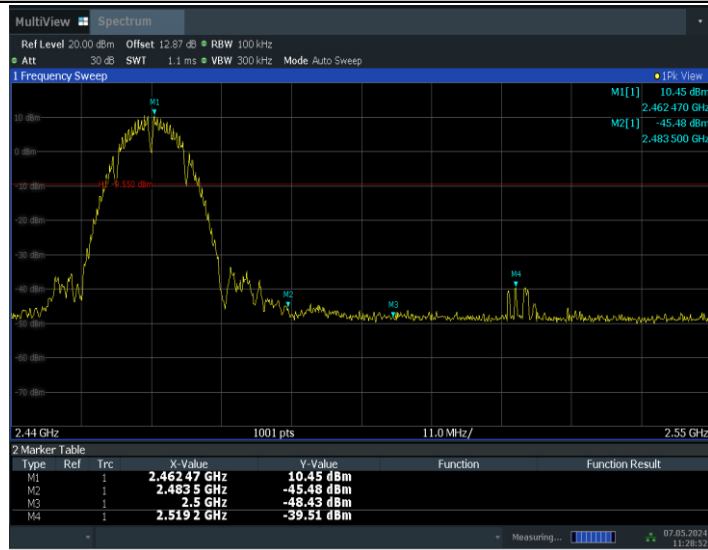 MultiView Spectrum
Ref Level 20.00 dBm Offset 12.87 dB RBW 100 kHz
Att 30 dB SWT 1.1 ms VBW 300 kHz Mode Auto Sweep
1 Frequency Sweep 1Pk View
M1[1] 10.45 dBm
2.462 470 GHz
M2[1] -45.48 dBm
2.483 500 GHz
M1
10 dBm
0 dBm
-10 dBm
H1 -9.550 dBm
-20 dBm
-30 dBm
M4
-40 dBm
M2
M3
-50 dBm
-60 dBm
-70 dBm
2.44 GHz 1001 pts 11.0 MHz/ 2.55 GHz
2 Marker Table
Type Ref Trc X-Value Y-Value Function Function Result
M1 1 2.462 47 GHz 10.45 dBm
M2 1 2.483 5 GHz -45.48 dBm
M3 1 2.5 GHz -48.43 dBm
M4 1 2.519 2 GHz -39.51 dBm
Measuring... 07.05.2024
11:28:52